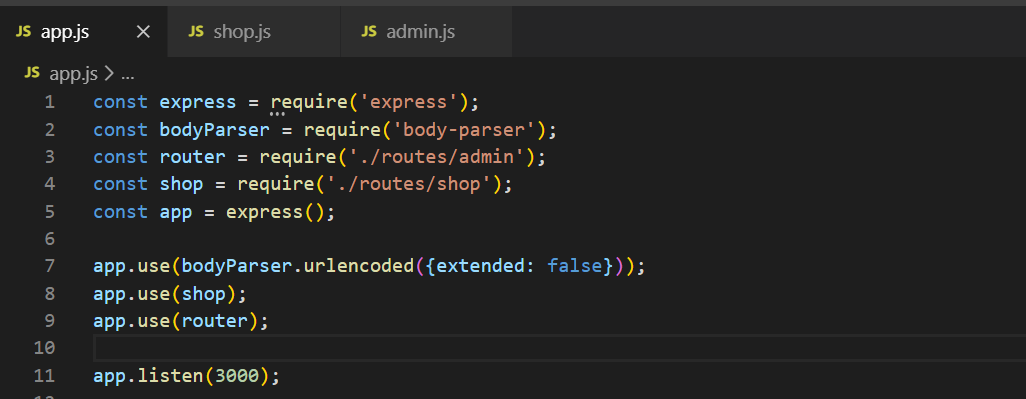 JS app.js × JS shop.js JS admin.js
JS app.js > ...
1 const express = require('express');
2 const bodyParser = require('body-parser');
3 const router = require('./routes/admin');
4 const shop = require('./routes/shop');
5 const app = express();
6
7 app.use(bodyParser.urlencoded({extended: false}));
8 app.use(shop);
9 app.use(router);
10
11 app.listen(3000);